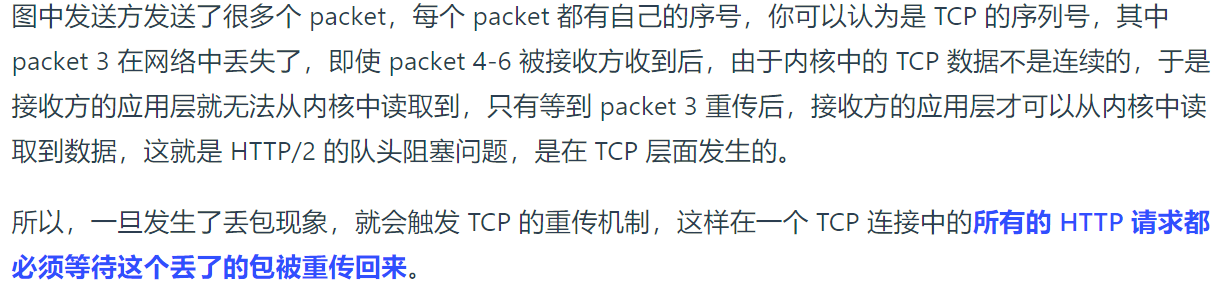 图中发送方发送了很多个 packet，每个 packet 都有自己的序号，你可以认为是 TCP 的序列号，其中
packet 3 在网络中丢失了，即使 packet 4-6 被接收方收到后，由于内核中的 TCP 数据不是连续的，于是
接收方的应用层就无法从内核中读取到，只有等到 packet 3 重传后，接收方的应用层才可以从内核中读
取到数据，这就是 HTTP/2 的队头阻塞问题，是在 TCP 层面发生的。
所以，一旦发生了丢包现象，就会触发 TCP 的重传机制，这样在一个 TCP 连接中的所有的 HTTP 请求都
必须等待这个丢了的包被重传回来。